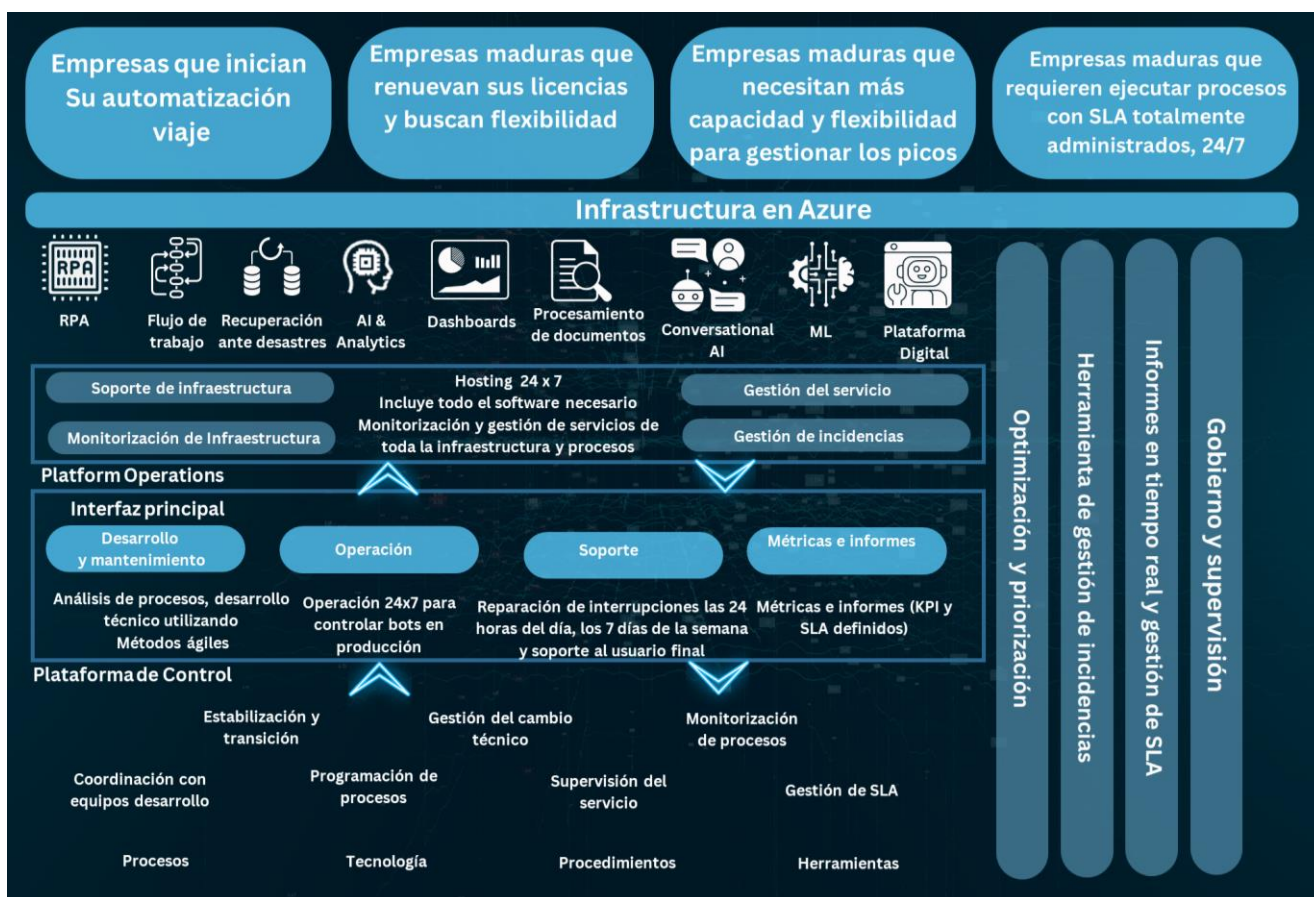 Empresas que inician
Su automatización
viaje
Empresas maduras que
renuevan sus licencias
y buscan flexibilidad
Empresas maduras que
necesitan más
capacidad y flexibilidad
para gestionar los picos
Empresas maduras que
requieren ejecutar procesos
con SLA totalmente
administrados, 24/7
Infrastructura en Azure
RPA
RPA
Flujo de
trabajo
Recuperación
ante desastres
AI &
Analytics
Dashboards
Procesamiento
de documentos
Conversational
AI
ML
Plataforma
Digital
Soporte de infraestructura
Monitorización de Infraestructura
Hosting 24 x 7
Incluye todo el software necesario
Monitorización y gestión de servicios de
toda la infraestructura y procesos
Gestión del servicio
Gestión de incidencias
Platform Operations
Interfaz principal
Desarrollo
y mantenimiento
Operación
Soporte
Métricas e informes
Análisis de procesos, desarrollo
técnico utilizando
Métodos ágiles
Operación 24x7 para
controlar bots en
producción
Reparación de interrupciones las 24
horas del día, los 7 días de la semana
y soporte al usuario final
Métricas e informes (KPI y
SLA definidos)
Plataforma de Control
Estabilización y
transición
Gestión del cambio
técnico
Monitorización
de procesos
Coordinación con
equipos desarrollo
Programación de
procesos
Supervisión del
servicio
Gestión de SLA
Procesos
Tecnología
Procedimientos
Herramientas
Optimización y priorización
Herramienta de gestión de incidencias
Informes en tiempo real y gestión de SLA
Gobierno y supervisión